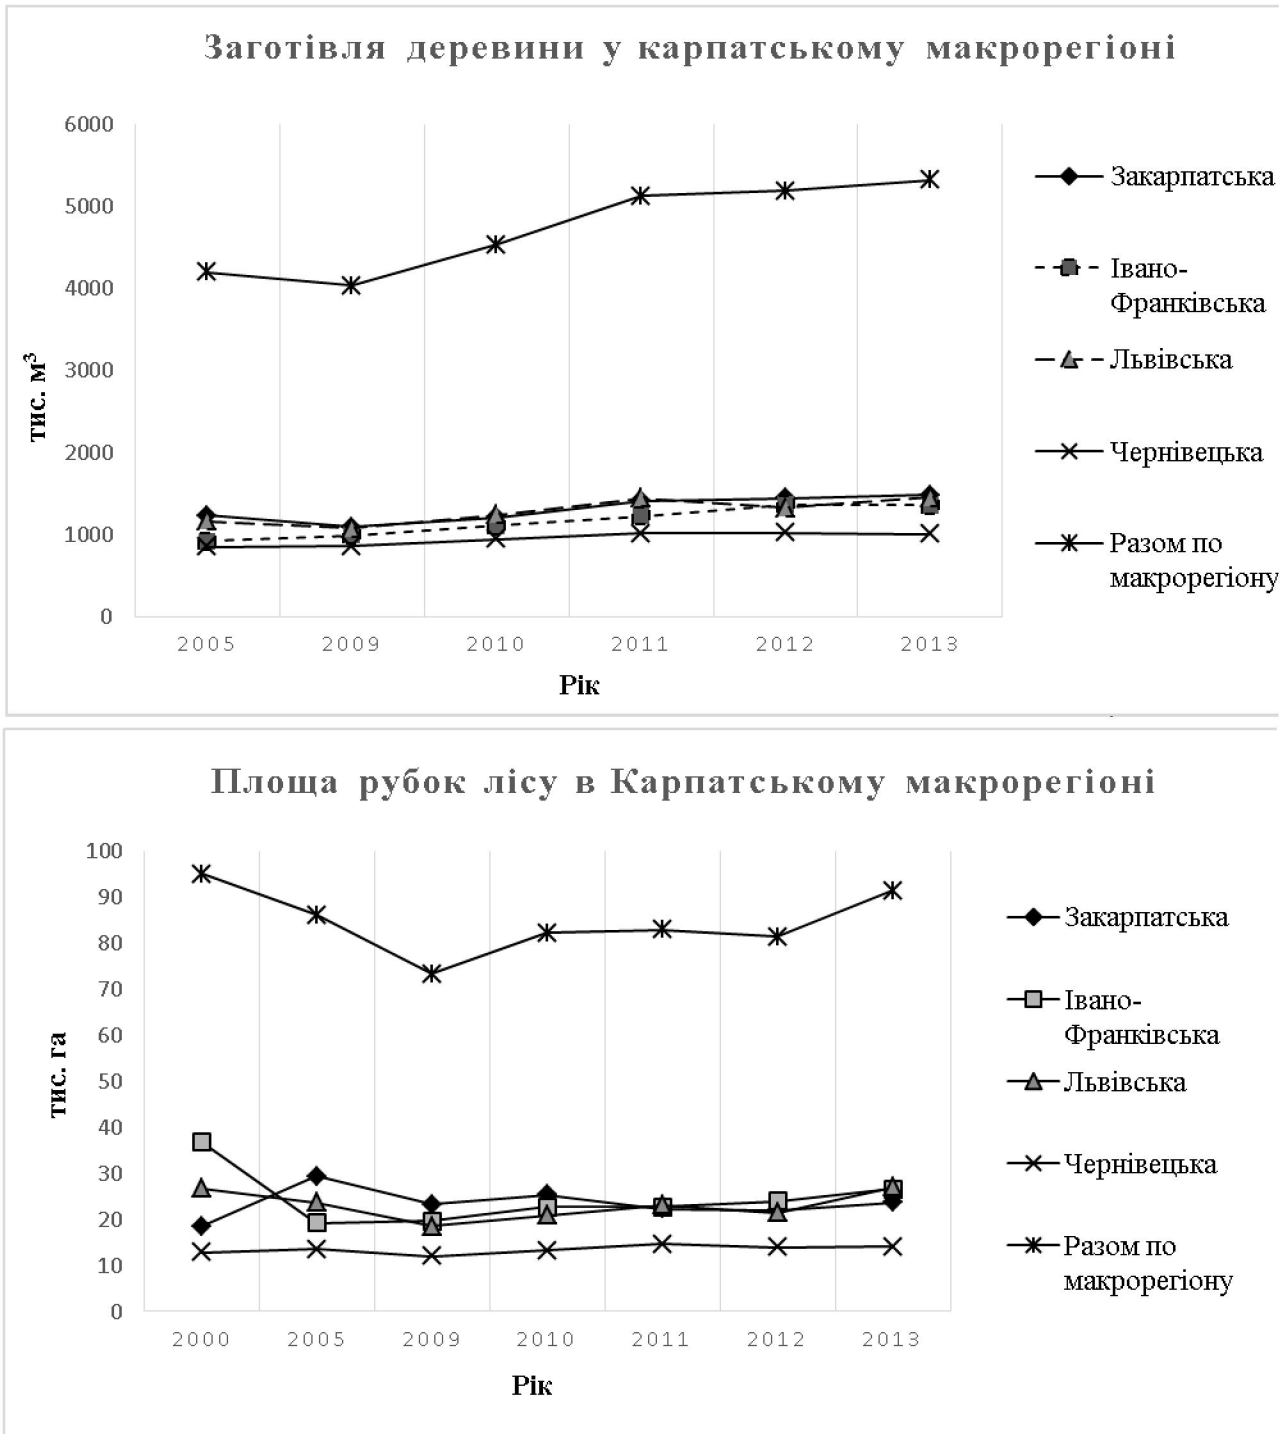 Заготівля деревини у карпатському макрорегіоні
6000
5000
4000
3000
2000
1000
0
тис. м³
2005 2009 2010 2011 2012 2013
Рік
Закарпатська
Івано-
Франківська
Львівська
Чернівецька
Разом по
макрорегіону
Площа рубок лісу в Карпатському макрорегіоні
100
90
80
70
60
50
40
30
20
10
0
тис. га
2000 2005 2009 2010 2011 2012 2013
Рік
Закарпатська
Івано-
Франківська
Львівська
Чернівецька
Разом по
макрорегіону